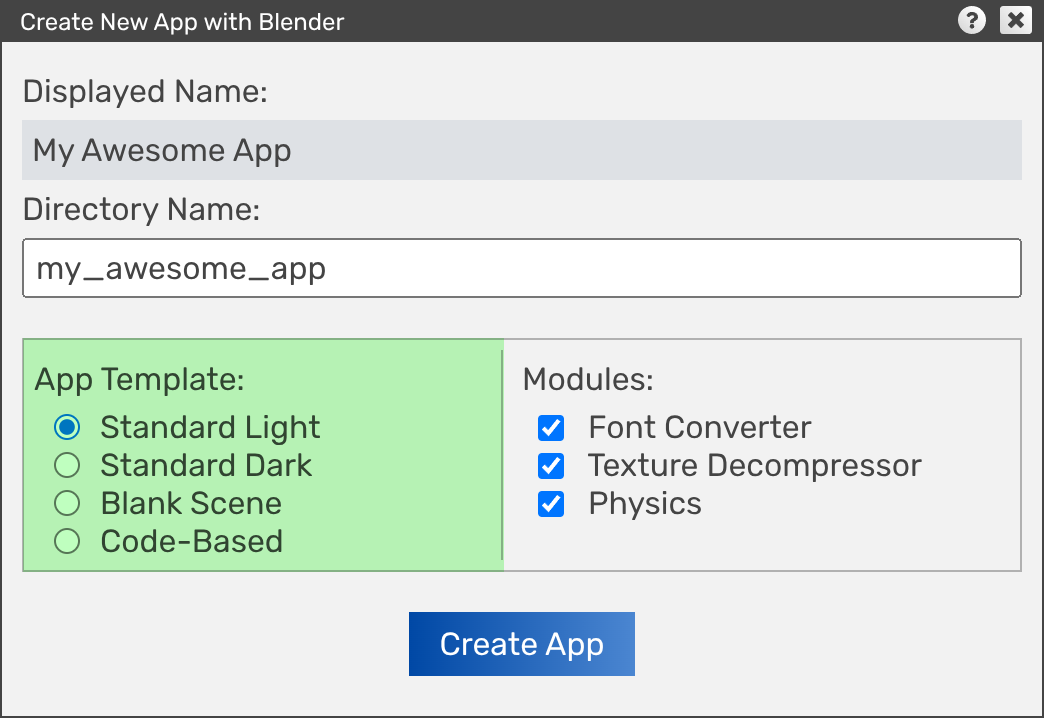 Create New App with Blender
?
Displayed Name:
My Awesome App
Directory Name:
my_awesome_app
App Template:
Standard Light
Standard Dark
Blank Scene
Code-Based
Modules:
Font Converter
Texture Decompressor
Physics
Create App